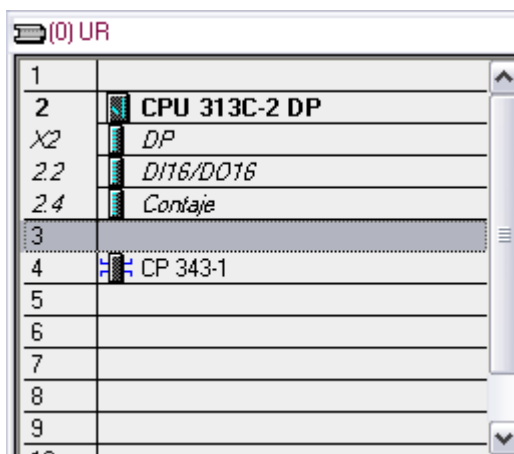 (0) UR
1
2 CPU 313C-2 DP
X2 DP
2.2 DI16/DO16
2.4 Contaje
3
4 CP 343-1
5
6
7
8
9
10